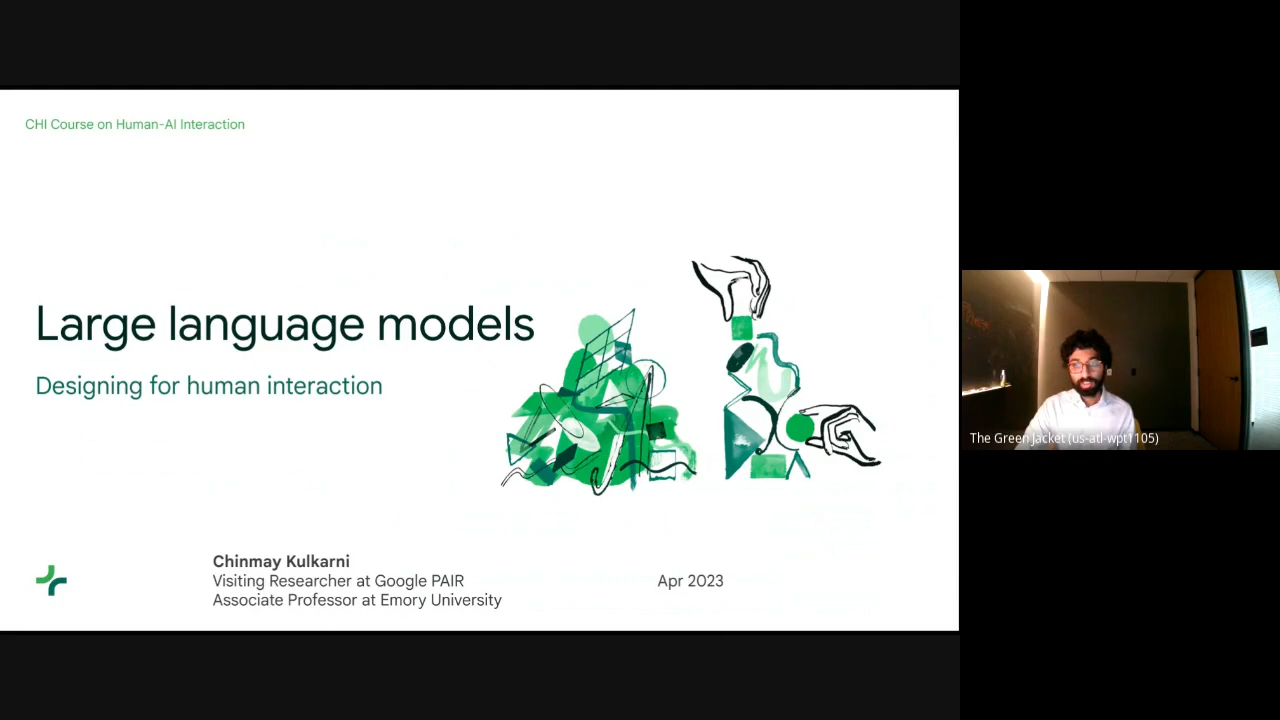 CHI Course on Human-AI Interaction
Large language models
Designing for human interaction
Chinmay Kulkarni
Visiting Researcher at Google PAIR
Associate Professor at Emory University
Apr 2023
The Green Jacket (us-atl-wpt1105)